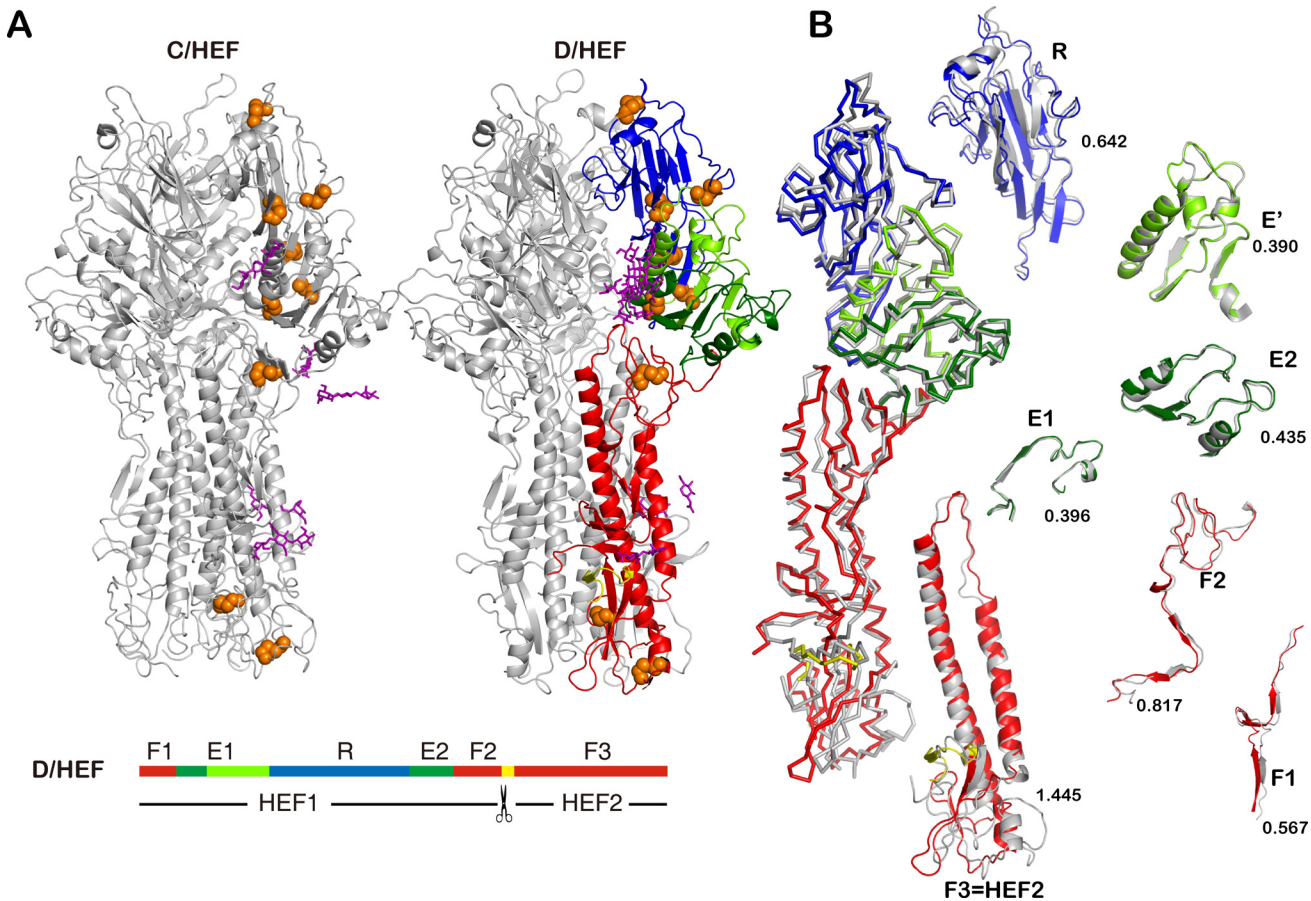 A
C/HEF
D/HEF
B
R
0.642
E’
0.390
E2
0.435
E1
0.396
F2
0.817
F1
0.567
1.445
F3=HEF2
F1 E1 R E2 F2 F3
D/HEF
HEF1 HEF2